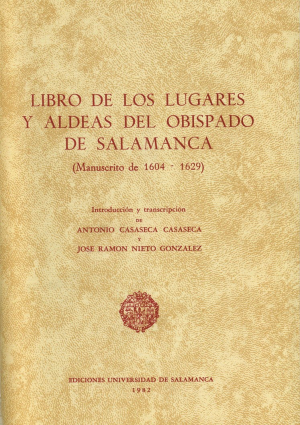 LIBRO DE LOS LUGARES
Y ALDEAS DEL OBISPADO
DE SALAMANCA
(Manuscrito de 1604 - 1629)
Introducción y transcripción
DE
ANTONIO CASASECA CASASECA
Y
JOSE RAMON NIETO GONZALEZ
EDICIONES UNIVERSIDAD DE SALAMANCA
1982